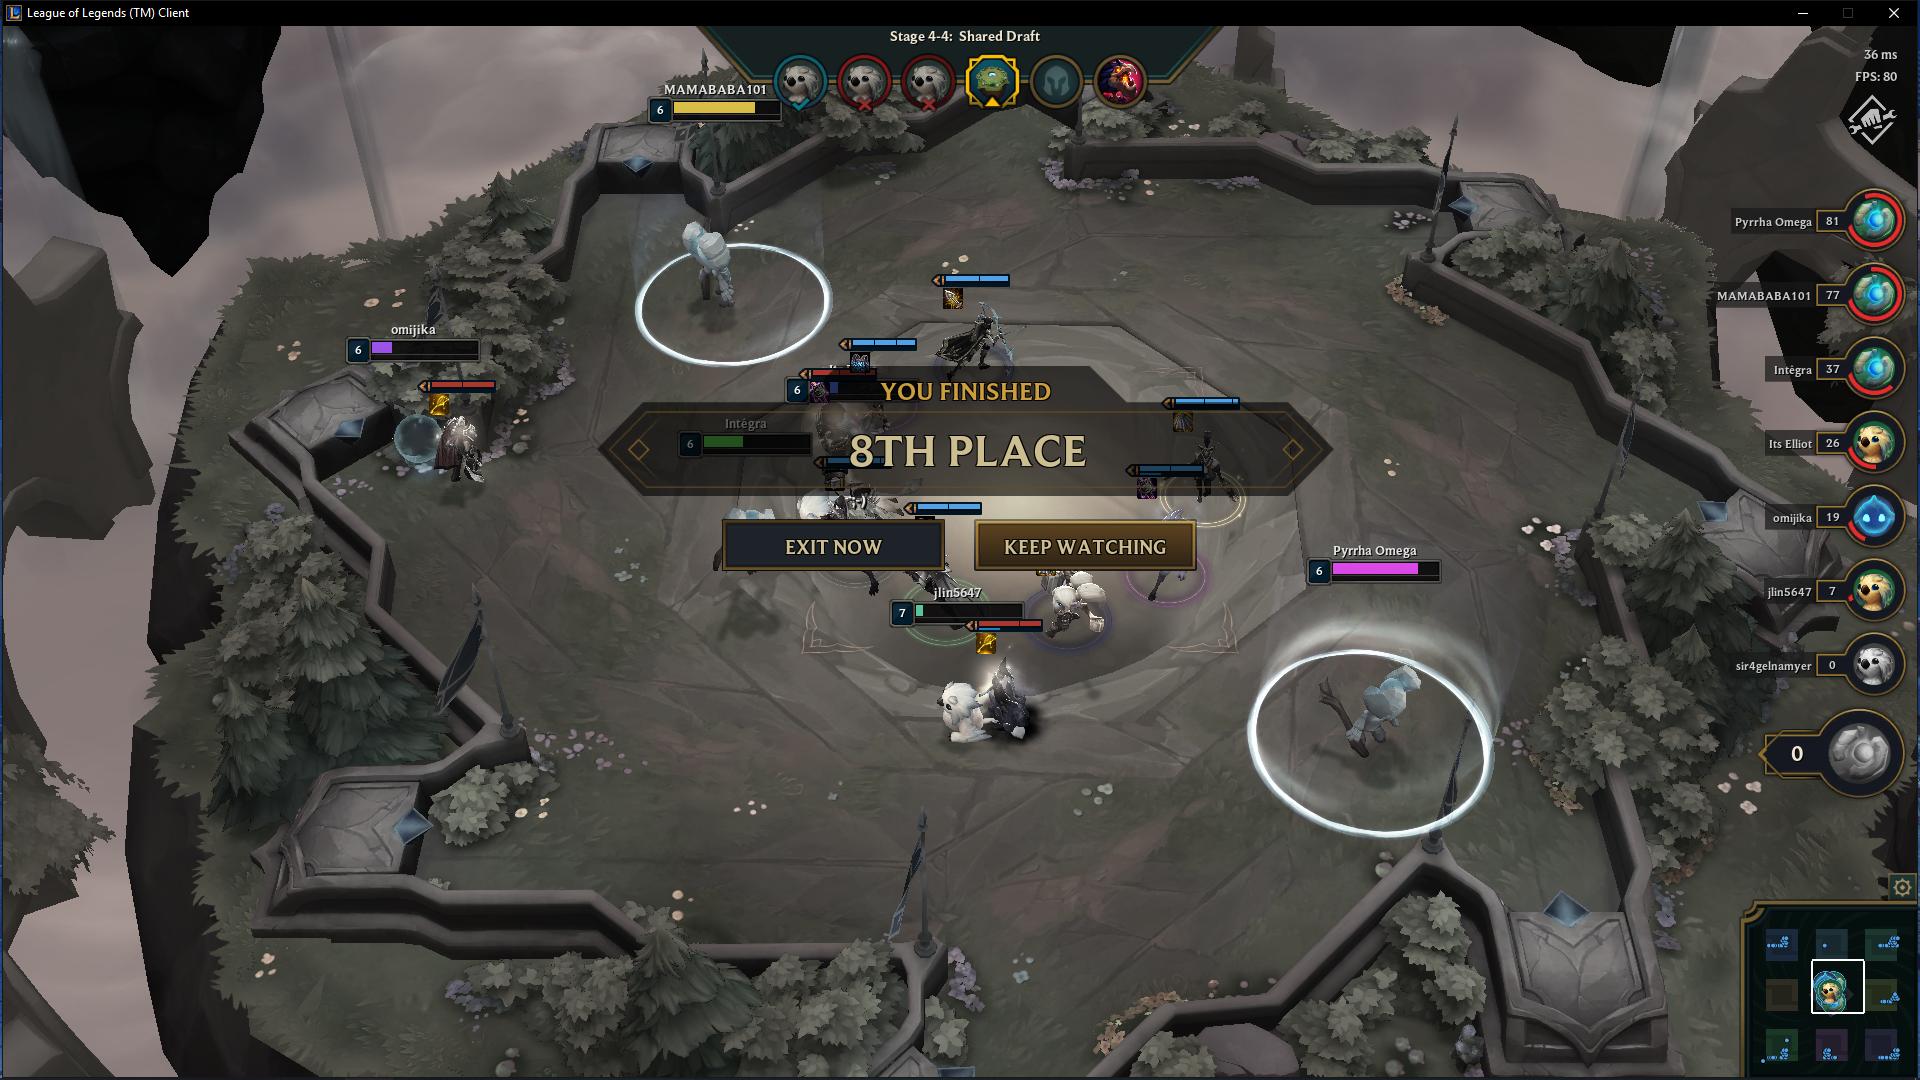 League of Legends (TM) Client
Stage 4-4: Shared Draft
36 ms
FPS: 80
MAMABABA101
6
omijika
6
6
YOU FINISHED
Intégra
6
8TH PLACE
EXIT NOW
KEEP WATCHING
Pyrrha Omega
6
jlin5647
7
Pyrrha Omega 81
MAMABABA101 77
Intégra 37
Its Elliot 26
omijika 19
jlin5647 7
sir4gelnamyer 0
0